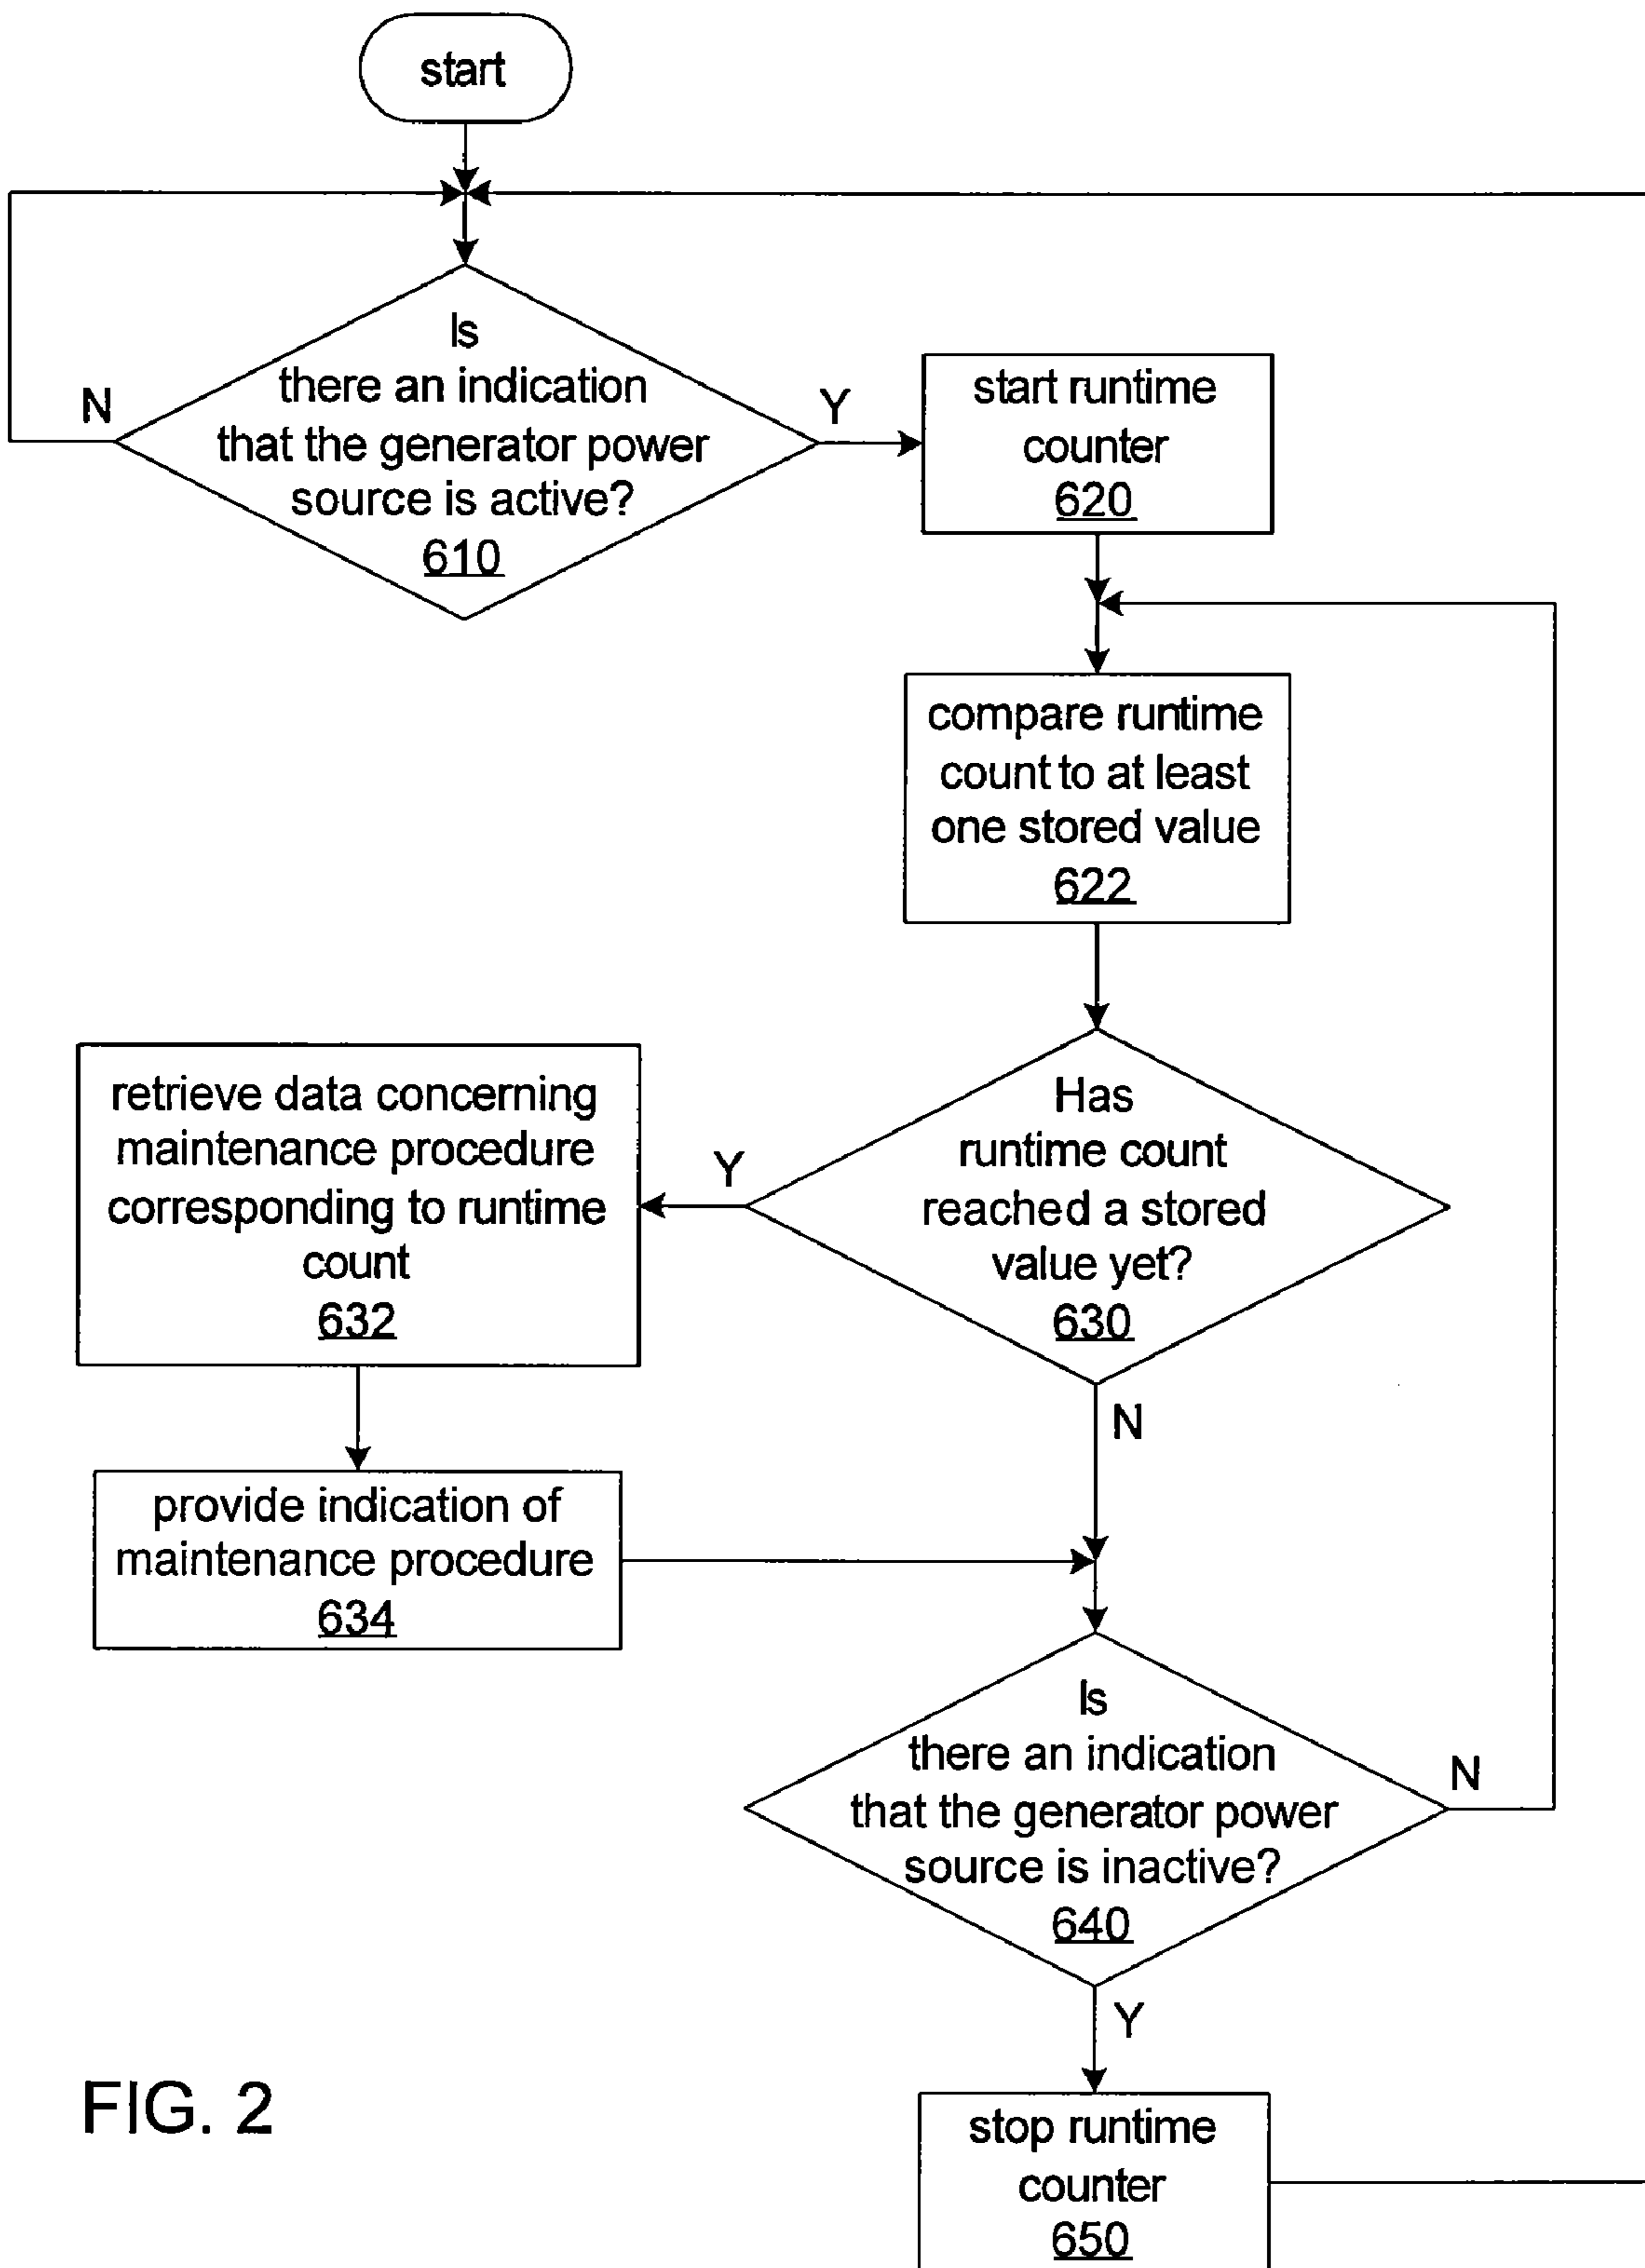 start
Is
there an indication
that the generator power
source is active?
610
N
Y
start runtime
counter
620
compare runtime
count to at least
one stored value
622
Has
runtime count
reached a stored
value yet?
630
Y
N
retrieve data concerning
maintenance procedure
corresponding to runtime
count
632
provide indication of
maintenance procedure
634
Is
there an indication
that the generator power
source is inactive?
640
N
Y
stop runtime
counter
650
FIG. 2